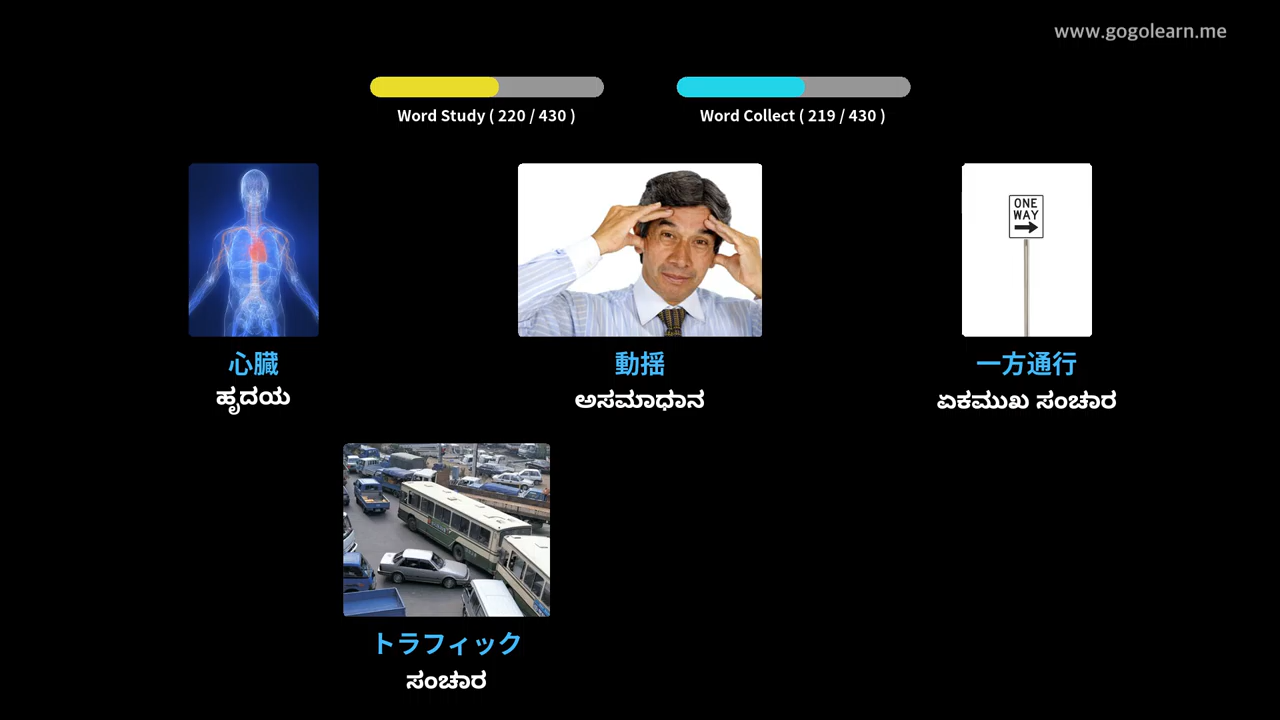 www.gogolearn.me
Word Study ( 220 / 430 )
Word Collect ( 219 / 430 )
ONE
WAY
心臓
ಹೃದಯ
動揺
ಅಸಮಾಧಾನ
一方通行
ಏಕಮುಖ ಸಂಚಾರ
トラフィック
ಸಂಚಾರ